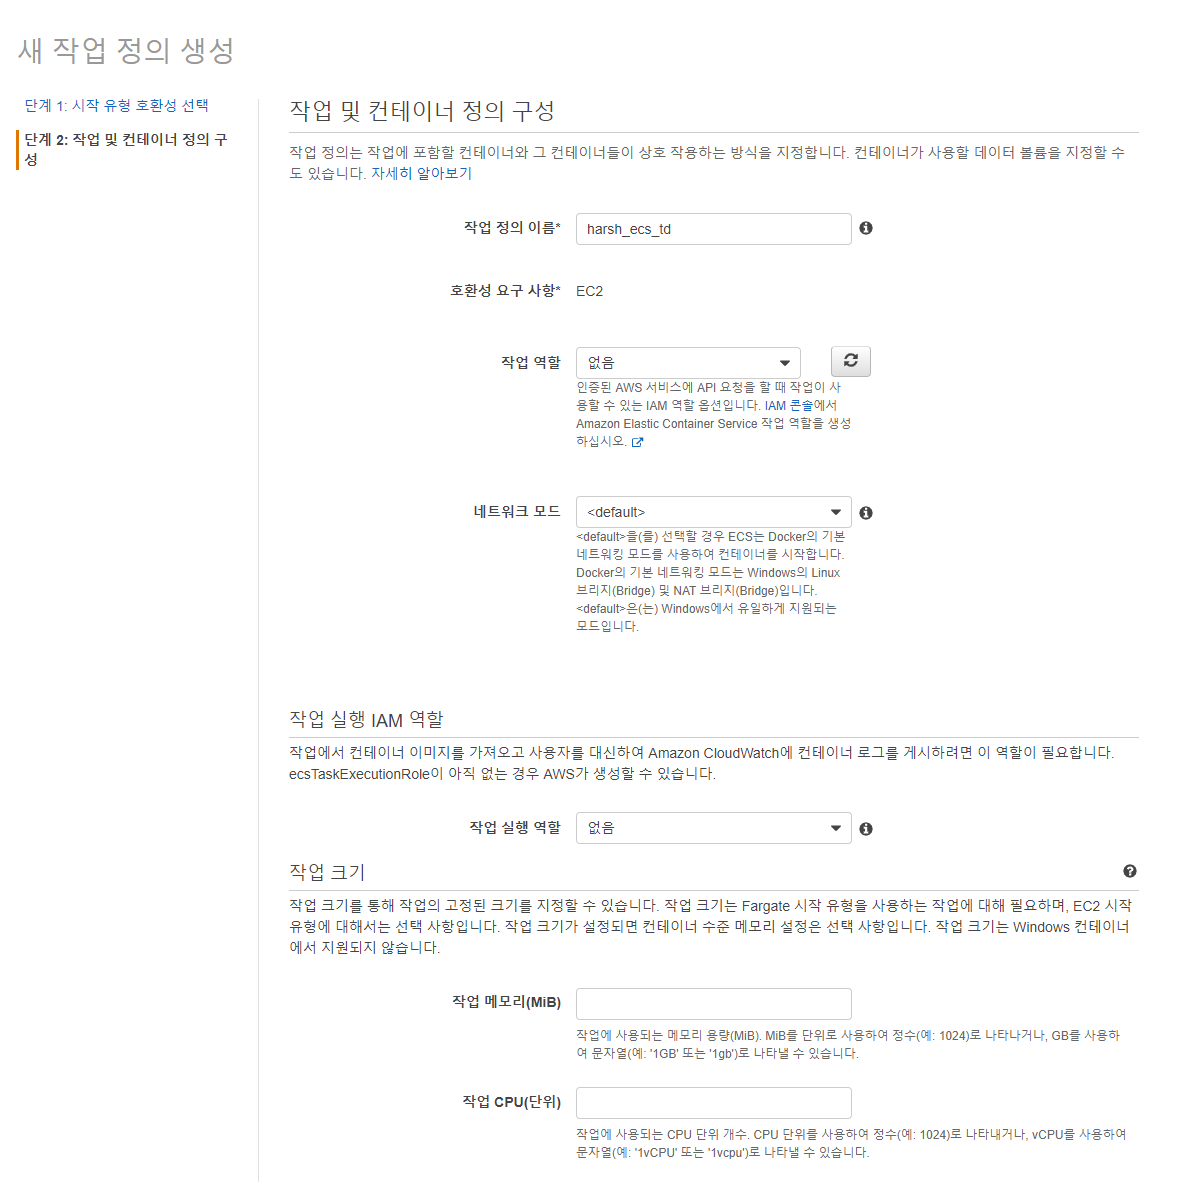 새 작업 정의 생성
단계 1: 시작 유형 호환성 선택
단계 2: 작업 및 컨테이너 정의 구
성
작업 및 컨테이너 정의 구성
작업 정의는 작업에 포함할 컨테이너와 그 컨테이너들이 상호 작용하는 방식을 지정합니다. 컨테이너가 사용할 데이터 볼륨을 지정할 수
도 있습니다. 자세히 알아보기
작업 정의 이름*
harsh_ecs_td
호환성 요구 사항*
EC2
작업 역할
없음
인증된 AWS 서비스에 API 요청을 할 때 작업이 사
용할 수 있는 IAM 역할 옵션입니다. IAM 콘솔에서
Amazon Elastic Container Service 작업 역할을 생성
하십시오.
네트워크 모드
<default>
<default>을(를) 선택할 경우 ECS는 Docker의 기본
네트워킹 모드를 사용하여 컨테이너를 시작합니다.
Docker의 기본 네트워킹 모드는 Windows의 Linux
브리지(Bridge) 및 NAT 브리지(Bridge)입니다.
<default>은(는) Windows에서 유일하게 지원되는
모드입니다.
작업 실행 IAM 역할
작업에서 컨테이너 이미지를 가져오고 사용자를 대신하여 Amazon CloudWatch에 컨테이너 로그를 게시하려면 이 역할이 필요합니다.
ecsTaskExecutionRole이 아직 없는 경우 AWS가 생성할 수 있습니다.
작업 실행 역할
없음
작업 크기
작업 크기를 통해 작업의 고정된 크기를 지정할 수 있습니다. 작업 크기는 Fargate 시작 유형을 사용하는 작업에 대해 필요하며, EC2 시작
유형에 대해서는 선택 사항입니다. 작업 크기가 설정되면 컨테이너 수준 메모리 설정은 선택 사항입니다. 작업 크기는 Windows 컨테이너
에서 지원되지 않습니다.
작업 메모리(MiB)
작업에 사용되는 메모리 용량(MiB). MiB를 단위로 사용하여 정수(예: 1024)로 나타나거나, GB를 사용하
여 문자열(예: '1GB' 또는 '1gb')로 나타낼 수 있습니다.
작업 CPU(단위)
작업에 사용되는 CPU 단위 개수. CPU 단위를 사용하여 정수(예: 1024)로 나타내거나, vCPU를 사용하여
문자열(예: '1vCPU' 또는 '1vcpu')로 나타낼 수 있습니다.